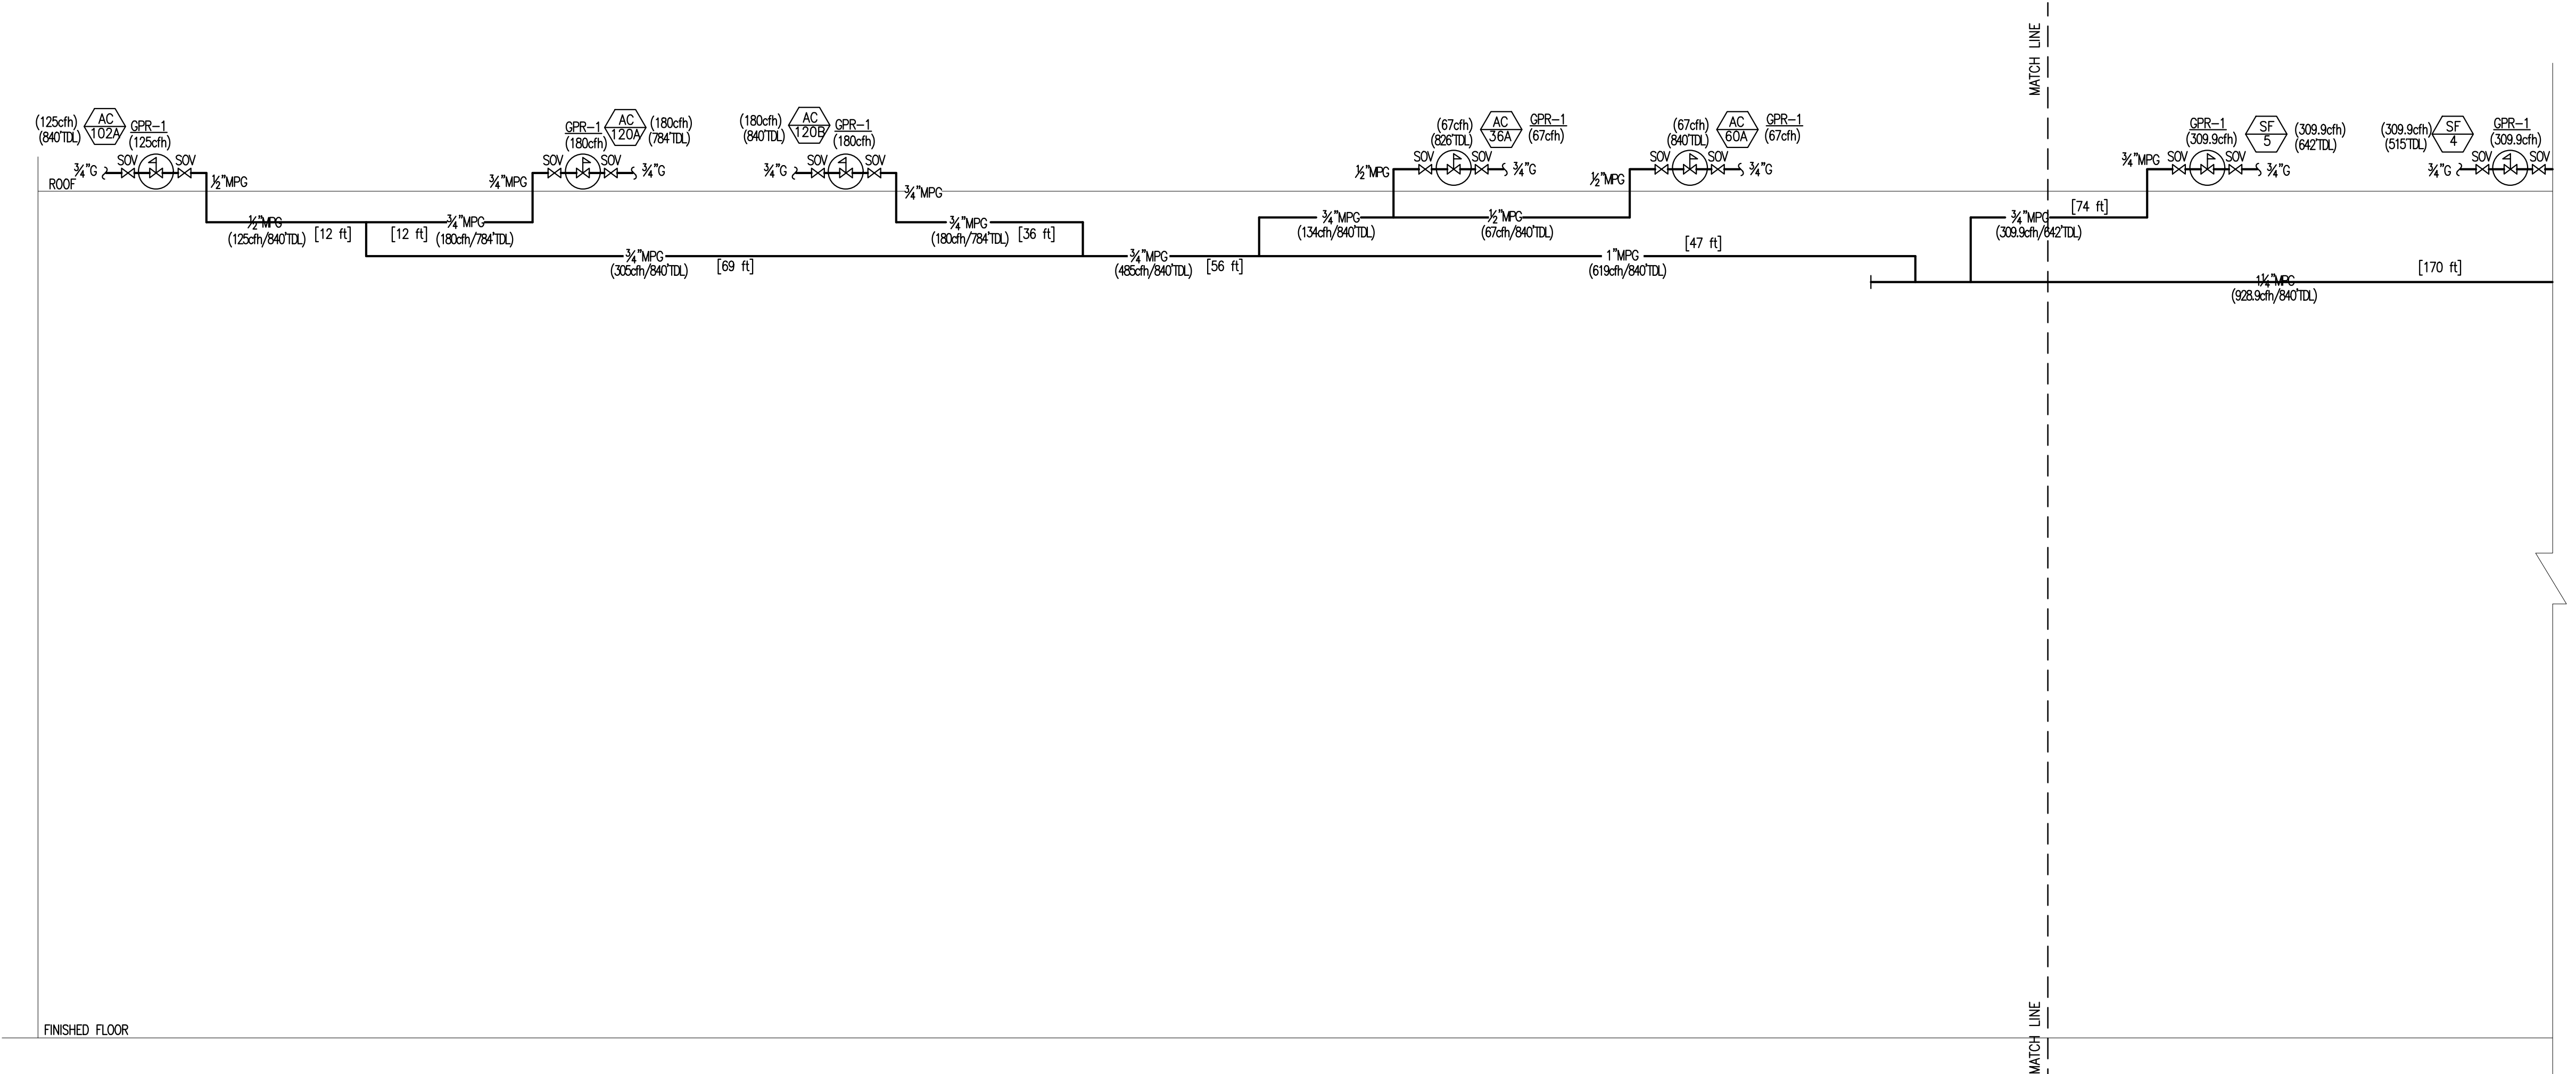 MATCH LINE
(125cfh)
(840'TDL)
AC
102A
GPR-1
(125cfh)
SOV
SOV
¾"G
½"MPG
ROOF
GPR-1
(180cfh)
AC
120A
(180cfh)
(784'TDL)
SOV
SOV
¾"G
¾"MPG
(180cfh)
(840'TDL)
AC
120B
GPR-1
(180cfh)
SOV
SOV
¾"G
¾"MPG
(67cfh)
(826'TDL)
AC
36A
GPR-1
(67cfh)
SOV
SOV
½"MPG
¾"G
(67cfh)
(840'TDL)
AC
60A
GPR-1
(67cfh)
SOV
SOV
½"MPG
¾"G
GPR-1
(309.9cfh)
SF
5
(309.9cfh)
(642'TDL)
¾"MPG
SOV
SOV
¾"G
(309.9cfh)
(515'TDL)
SF
4
GPR-1
(309.9cfh)
SOV
SOV
¾"G
½"MPG
(125cfh/840'TDL)
[12 ft]
[12 ft]
¾"MPG
(180cfh/784'TDL)
¾"MPG
(180cfh/784'TDL)
[36 ft]
¾"MPG
(134cfh/840'TDL)
½"MPG
(67cfh/840'TDL)
¾"MPG
(309.9cfh/642'TDL)
[74 ft]
¾"MPG
(305cfh/840'TDL)
[69 ft]
¾"MPG
(485cfh/840'TDL)
[56 ft]
1"MPG
(619cfh/840'TDL)
[47 ft]
1¼"MPG
(928.9cfh/840'TDL)
[170 ft]
FINISHED FLOOR
MATCH LINE